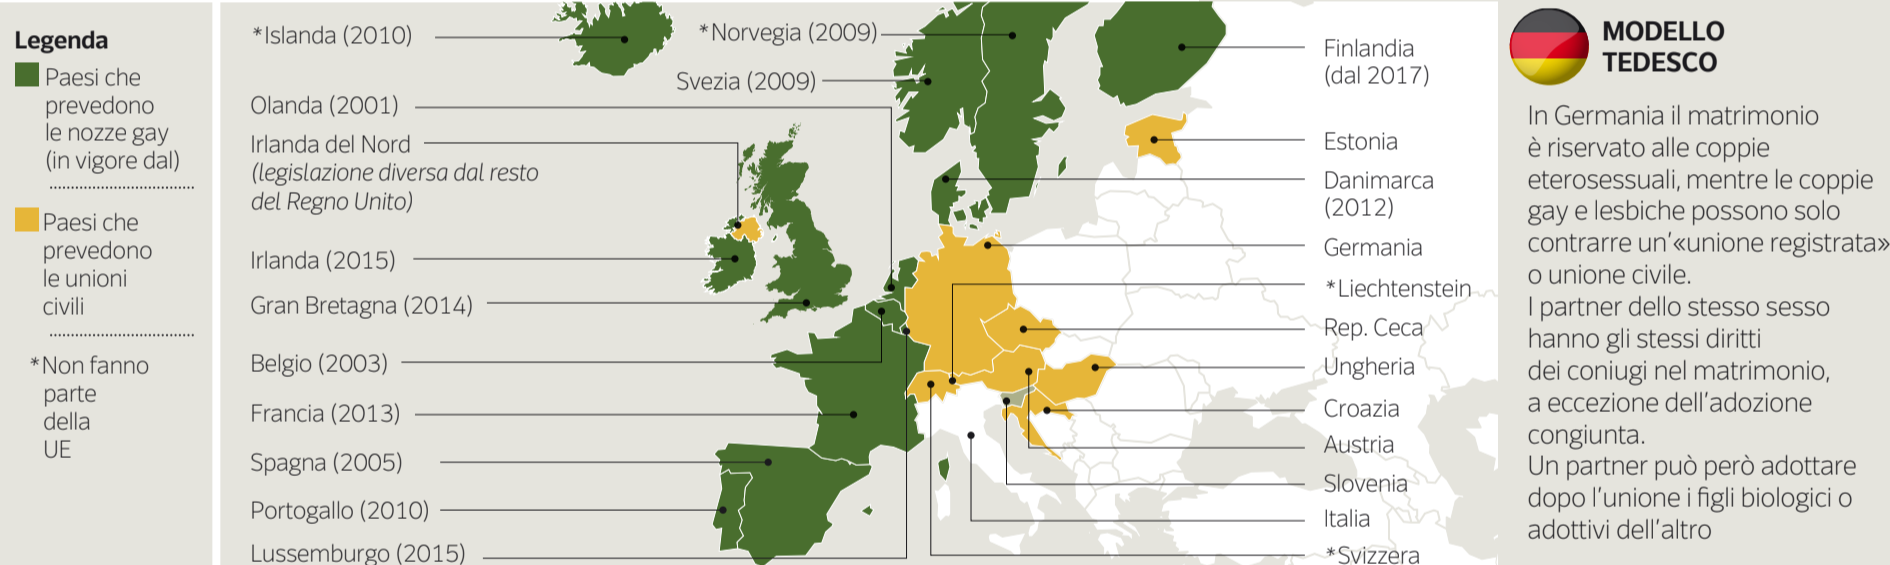 Legenda
Paesi che
prevedono
le nozze gay
(in vigore dal)
Paesi che
prevedono
le unioni
civili
*Non fanno
parte
della
UE
*Islanda (2010)
*Norvegia (2009)
Svezia (2009)
Olanda (2001)
Irlanda del Nord
(legislazione diversa dal resto
del Regno Unito)
Irlanda (2015)
Gran Bretagna (2014)
Belgio (2003)
Francia (2013)
Spagna (2005)
Portogallo (2010)
Lussemburgo (2015)
Finlandia
(dal 2017)
Estonia
Danimarca
(2012)
Germania
*Liechtenstein
Rep. Ceca
Ungheria
Croazia
Austria
Slovenia
Italia
*Svizzera
MODELLO
TEDESCO
In Germania il matrimonio
è riservato alle coppie
eterosessuali, mentre le coppie
gay e lesbiche possono solo
contrarre un'«unione registrata»
o unione civile.
I partner dello stesso sesso
hanno gli stessi diritti
dei coniugi nel matrimonio,
a eccezione dell'adozione
congiunta.
Un partner può però adottare
dopo l'unione i figli biologici o
adottivi dell'altro